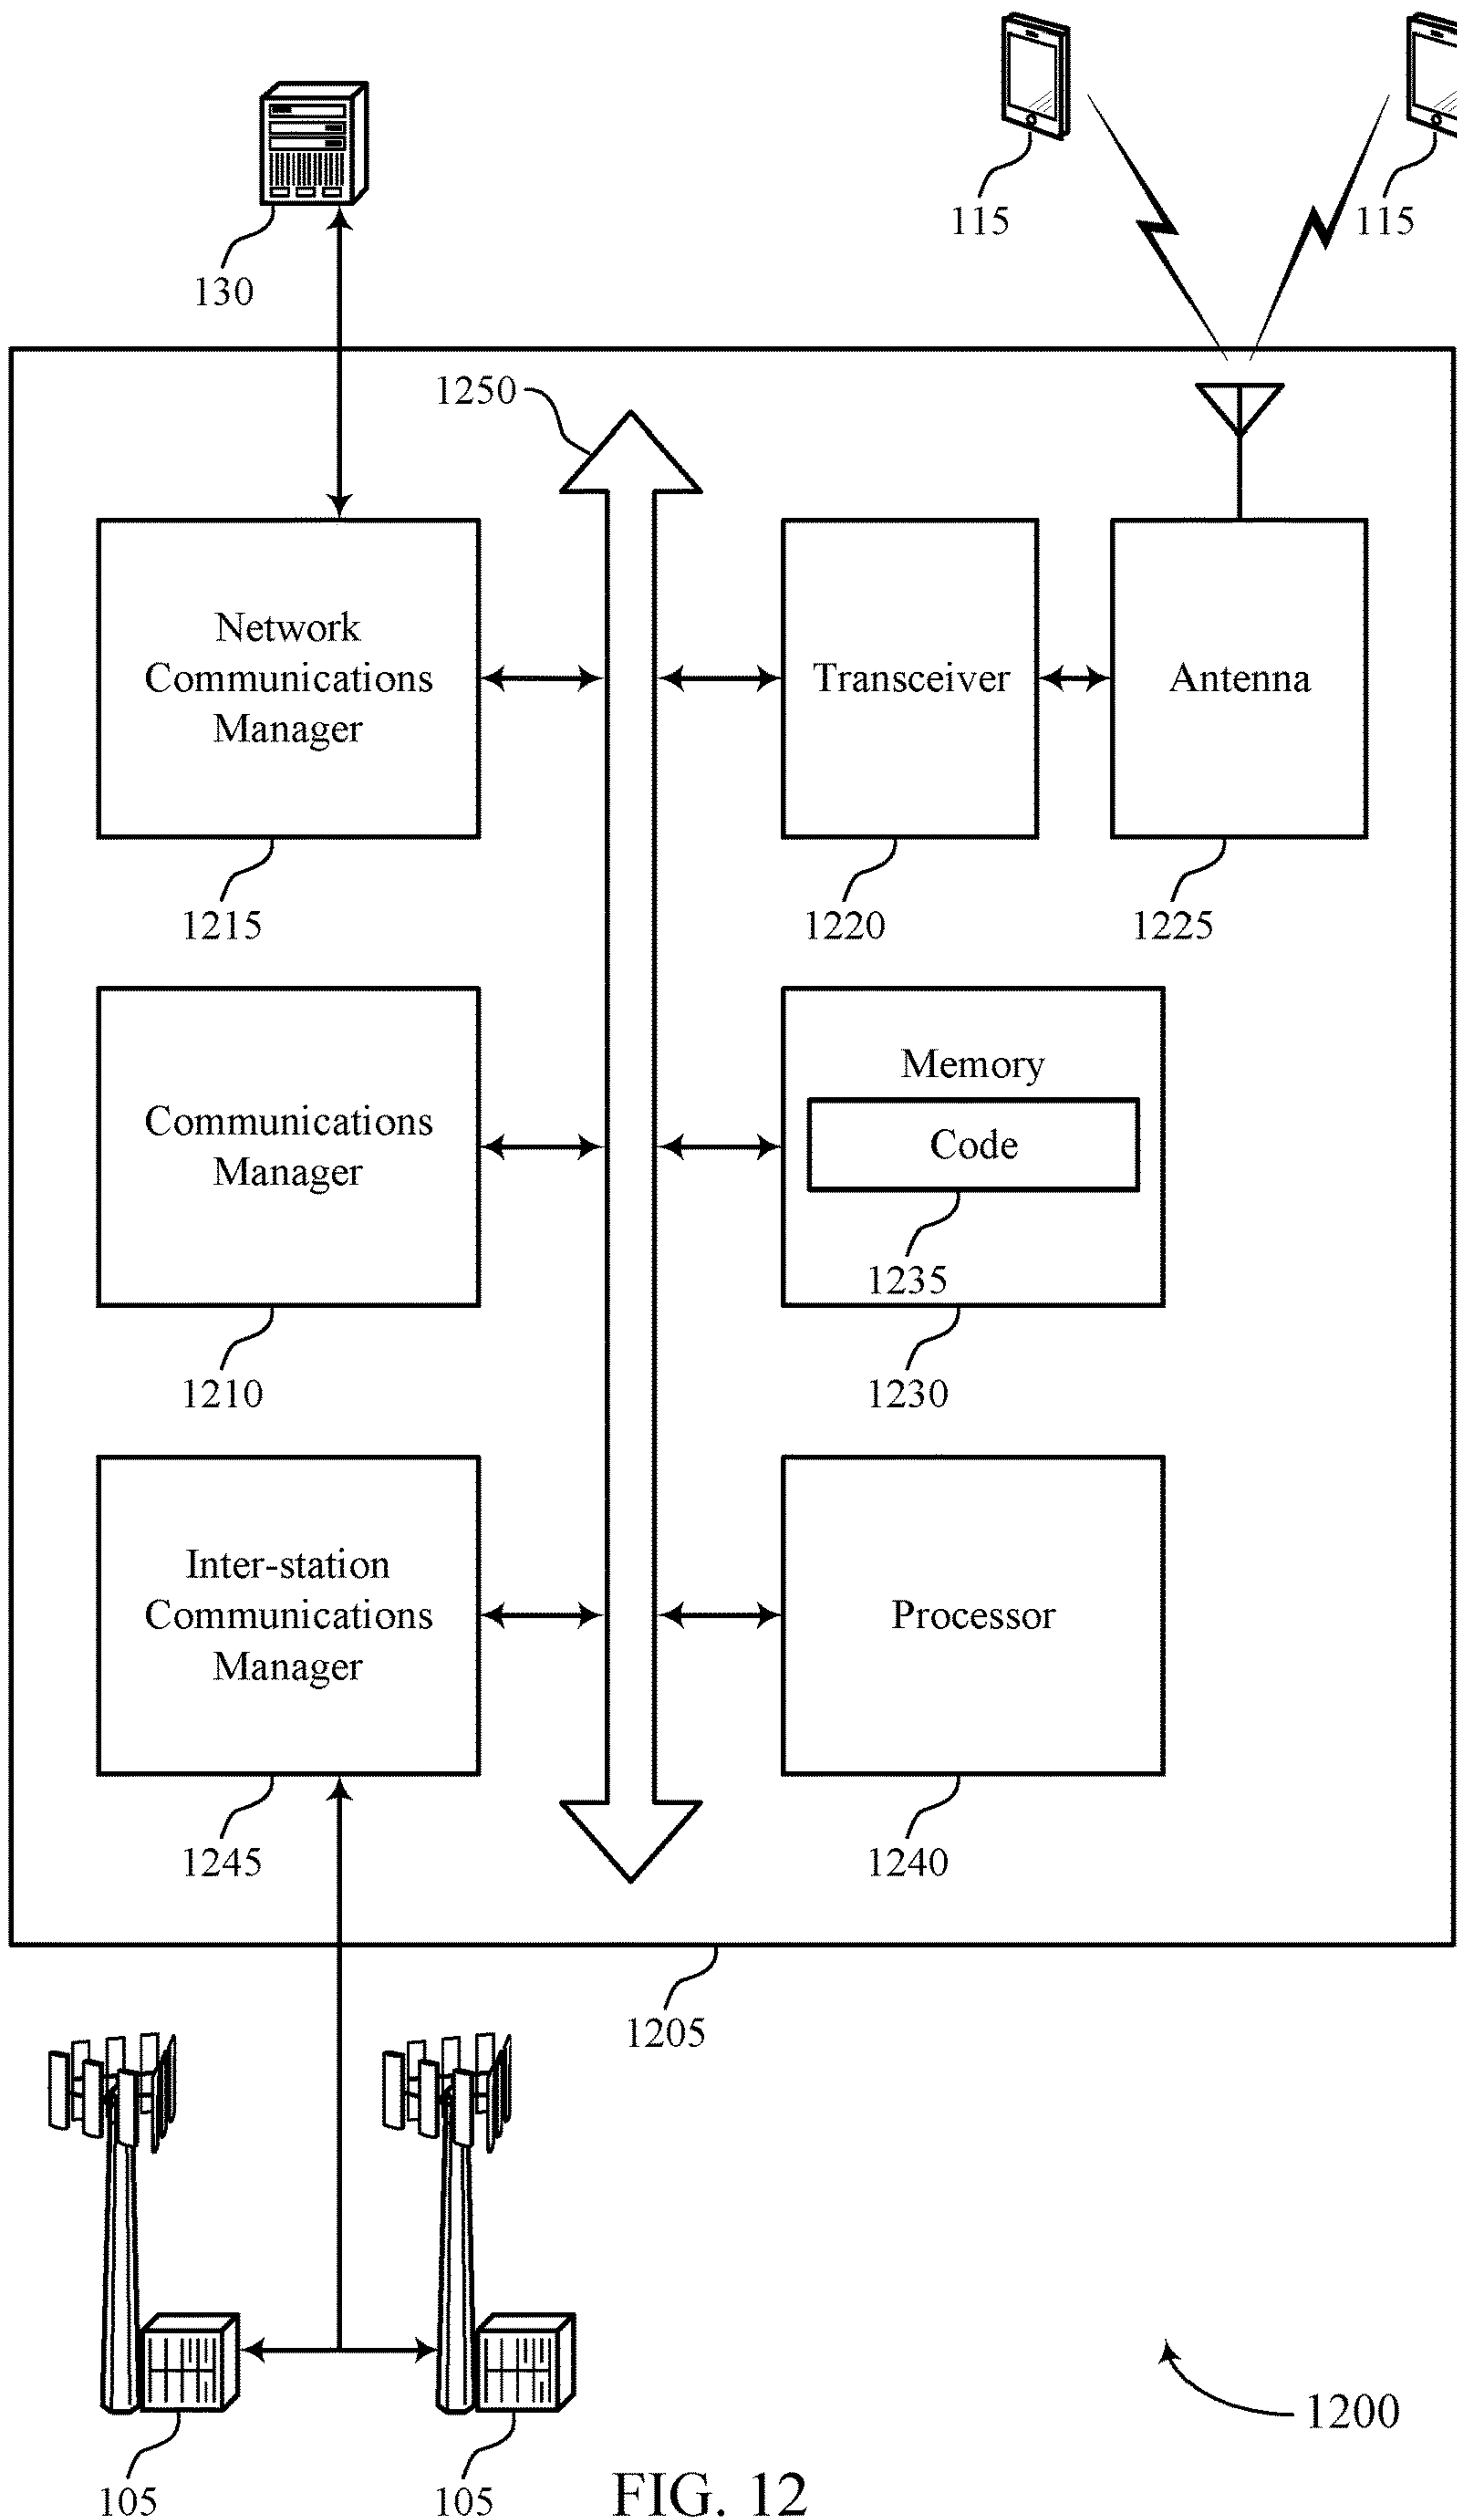 115
115
130
1250
Network
Communications
Manager
Transceiver
Antenna
1215
1220
1225
Communications
Manager
Memory
Code
1235
1210
1230
Inter-station
Communications
Manager
Processor
1245
1240
1205
1200
105
105
FIG. 12